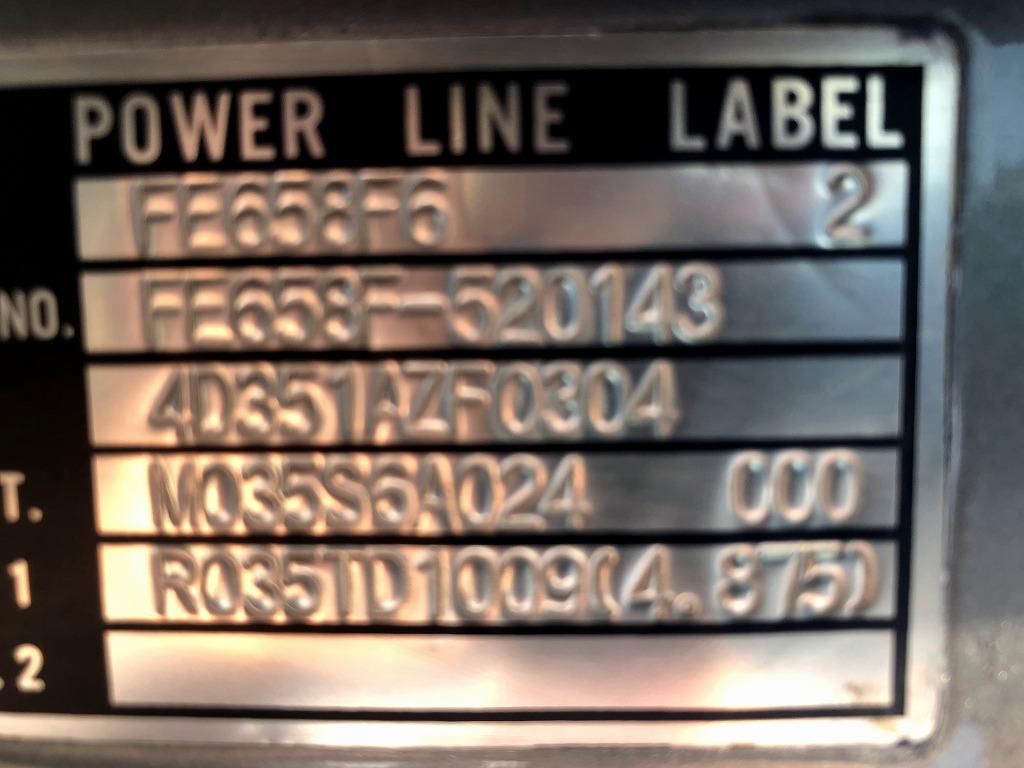 POWER LINE LABEL
FE658F6 2
NO. FE658F-520143
4D351AZF0304
T. M035S6A024 000
1 R035TD1009(4.875)
.2